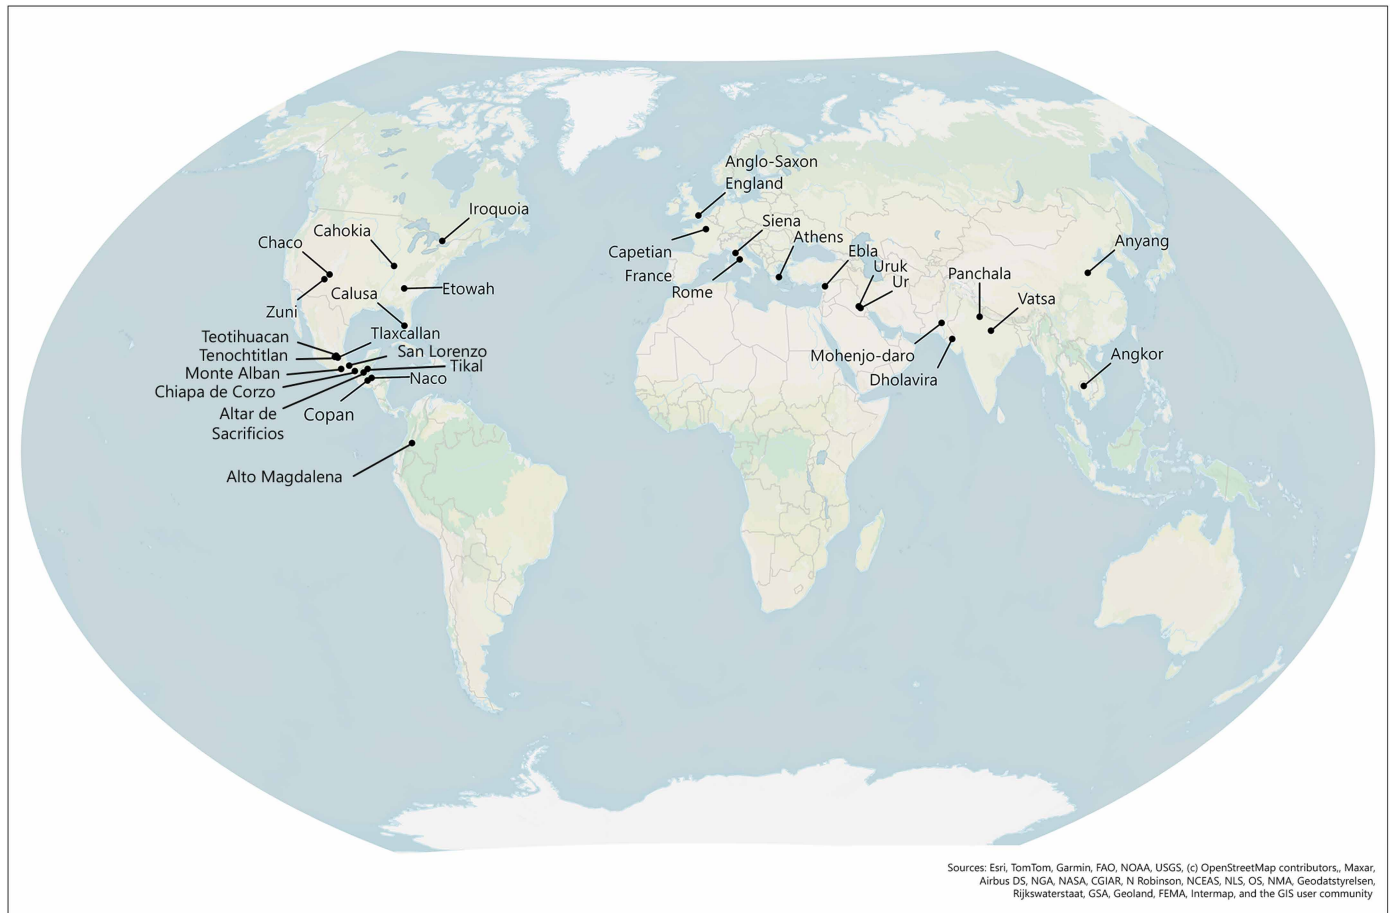 Anglo-Saxon
England
Iroquoia
Siena
Cahokia
Athens
Chaco
Capetian
France
Ebla
Anyang
Uruk
Ur
Panchala
Rome
Etowah
Calusa
Vatsa
Zuni
Teotihuacan
Tlaxcallan
Tenochtitlan
San Lorenzo
Mohenjo-daro
Angkor
Tikal
Monte Alban
Naco
Dholavira
Chiapa de Corzo
Altar de
Sacrificios
Copan
Alto Magdalena
Sources: Esri, TomTom, Garmin, FAO, NOAA, USGS, (c) OpenStreetMap contributors,, Maxar,
Airbus DS, NGA, NASA, CGIAR, N Robinson, NCEAS, NLS, OS, NMA, Geodatstyrelsen,
Rijkswaterstaat, GSA, Geoland, FEMA, Intermap, and the GIS user community